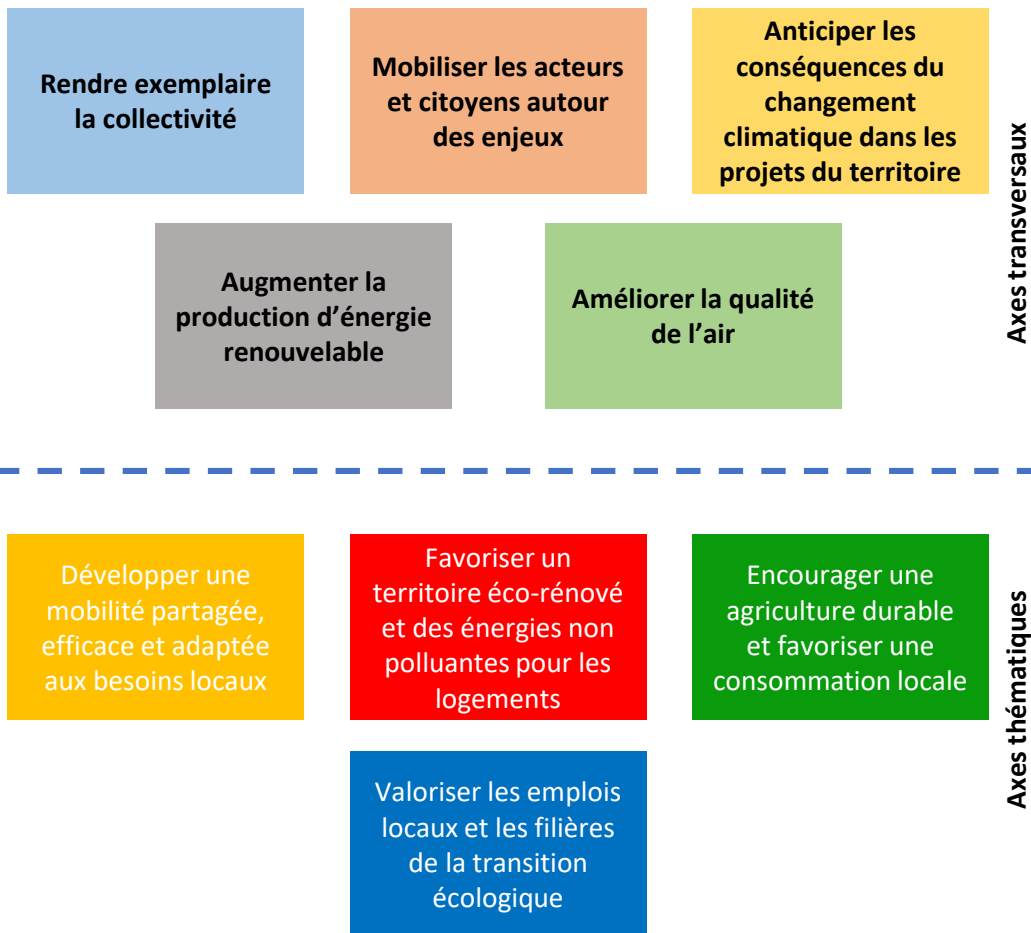 Rendre exemplaire
la collectivité
Mobiliser les acteurs
et citoyens autour
des enjeux
Anticiper les
conséquences du
changement
climatique dans les
projets du territoire
Augmenter la
production d’énergie
renouvelable
Améliorer la qualité
de l’air
Axes transversaux
Développer une
mobilité partagée,
efficace et adaptée
aux besoins locaux
Favoriser un
territoire éco-rénové
et des énergies non
polluantes pour les
logements
Encourager une
agriculture durable
et favoriser une
consommation locale
Valoriser les emplois
locaux et les filières
de la transition
écologique
Axes thématiques